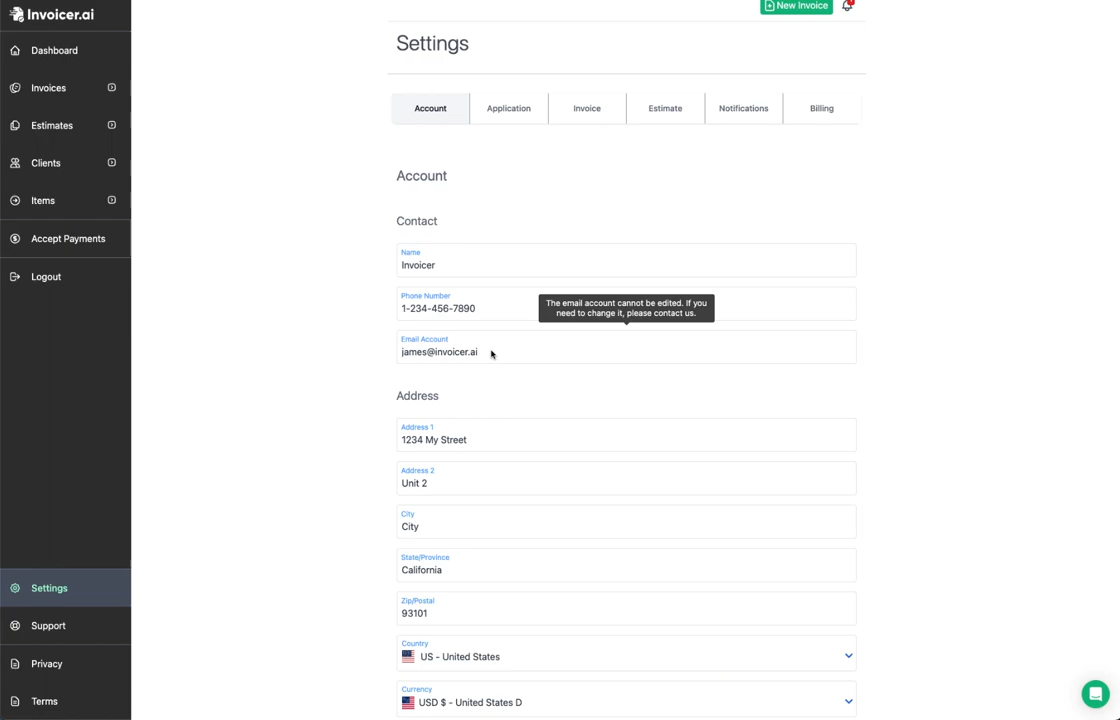 Invoicer.ai
Dashboard
Invoices
Estimates
Clients
Items
Accept Payments
Logout
Settings
Support
Privacy
Terms
New Invoice
Settings
Account
Application
Invoice
Estimate
Notifications
Billing
Account
Contact
Name
Invoicer
Phone Number
1-234-456-7890
The email account cannot be edited. If you
need to change it, please contact us.
Email Account
james@invoicer.ai
Address
Address 1
1234 My Street
Address 2
Unit 2
City
City
State/Province
California
Zip/Postal
93101
Country
US - United States
Currency
USD $ - United States D